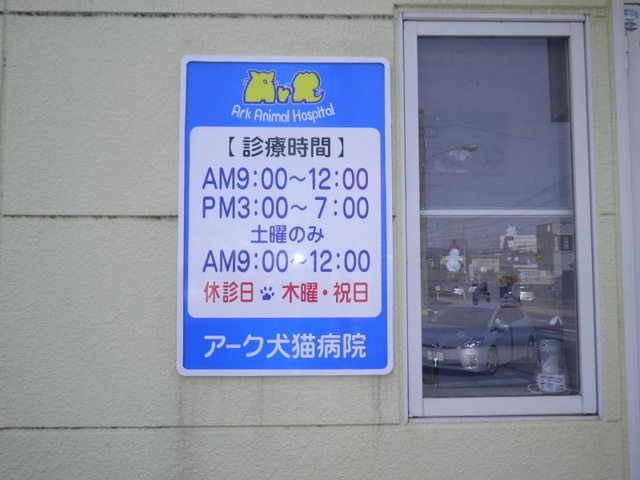 Ark Animal Hospital
【診療時間】
AM9:00～12:00
PM3:00～7:00
土曜のみ
AM9:00～12:00
休診日 木曜・祝日
アーク犬猫病院